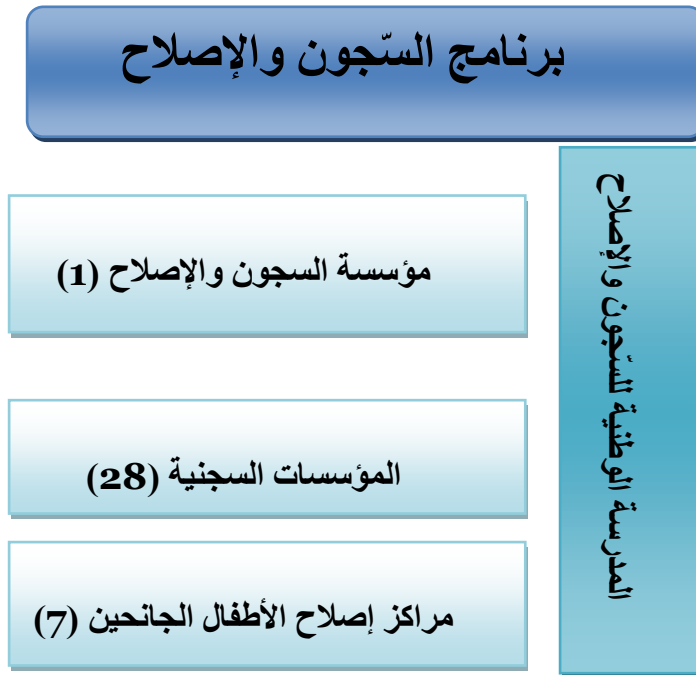 برنامج السّجون والإصلاح
المدرسة الوطنية للسّجون والإصلاح
مؤسسة السجون والإصلاح (1)
المؤسسات السجنية (28)
مراكز إصلاح الأطفال الجانحين (7)